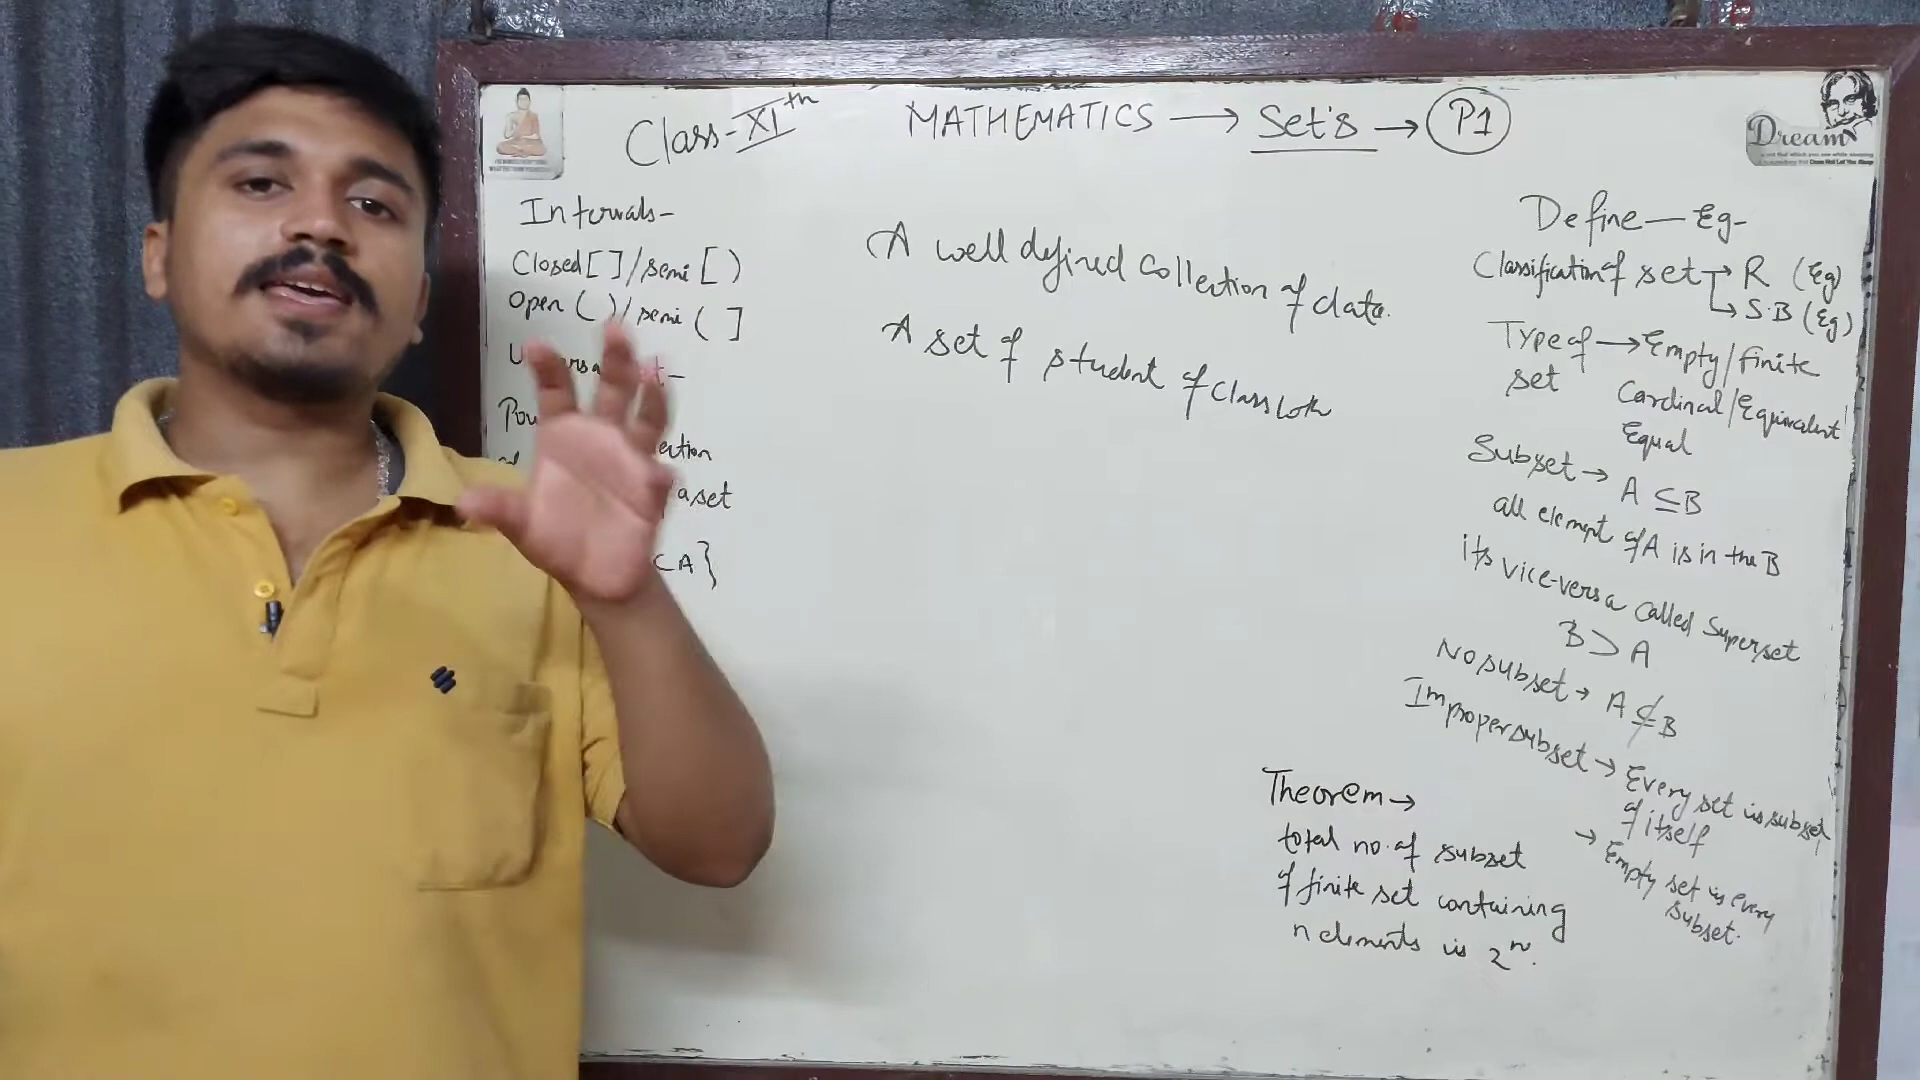 Class-XIth MATHEMATICS → Set's → P1
Dream
Intervals-
Closed [ ] / semi [ )
Open ( ) / semi ( ]
ection
a set
⊂ A }
A well defined collection of data.
A set of student of Class
Define — Eg-
Classification of set → R (Eg)
↳ S.B (Eg)
Type of set → Empty / finite
Cardinal / Equivalent
Equal
Subset → A ⊆ B
all element of A is in the B
its vice-versa called Superset
B ⊃ A
No subset → A ⊈ B
Improper subset → Every set is subset
of itself
→ Empty set is every
subset.
Theorem →
total no. of subset
of finite set containing
n elements is 2ⁿ.